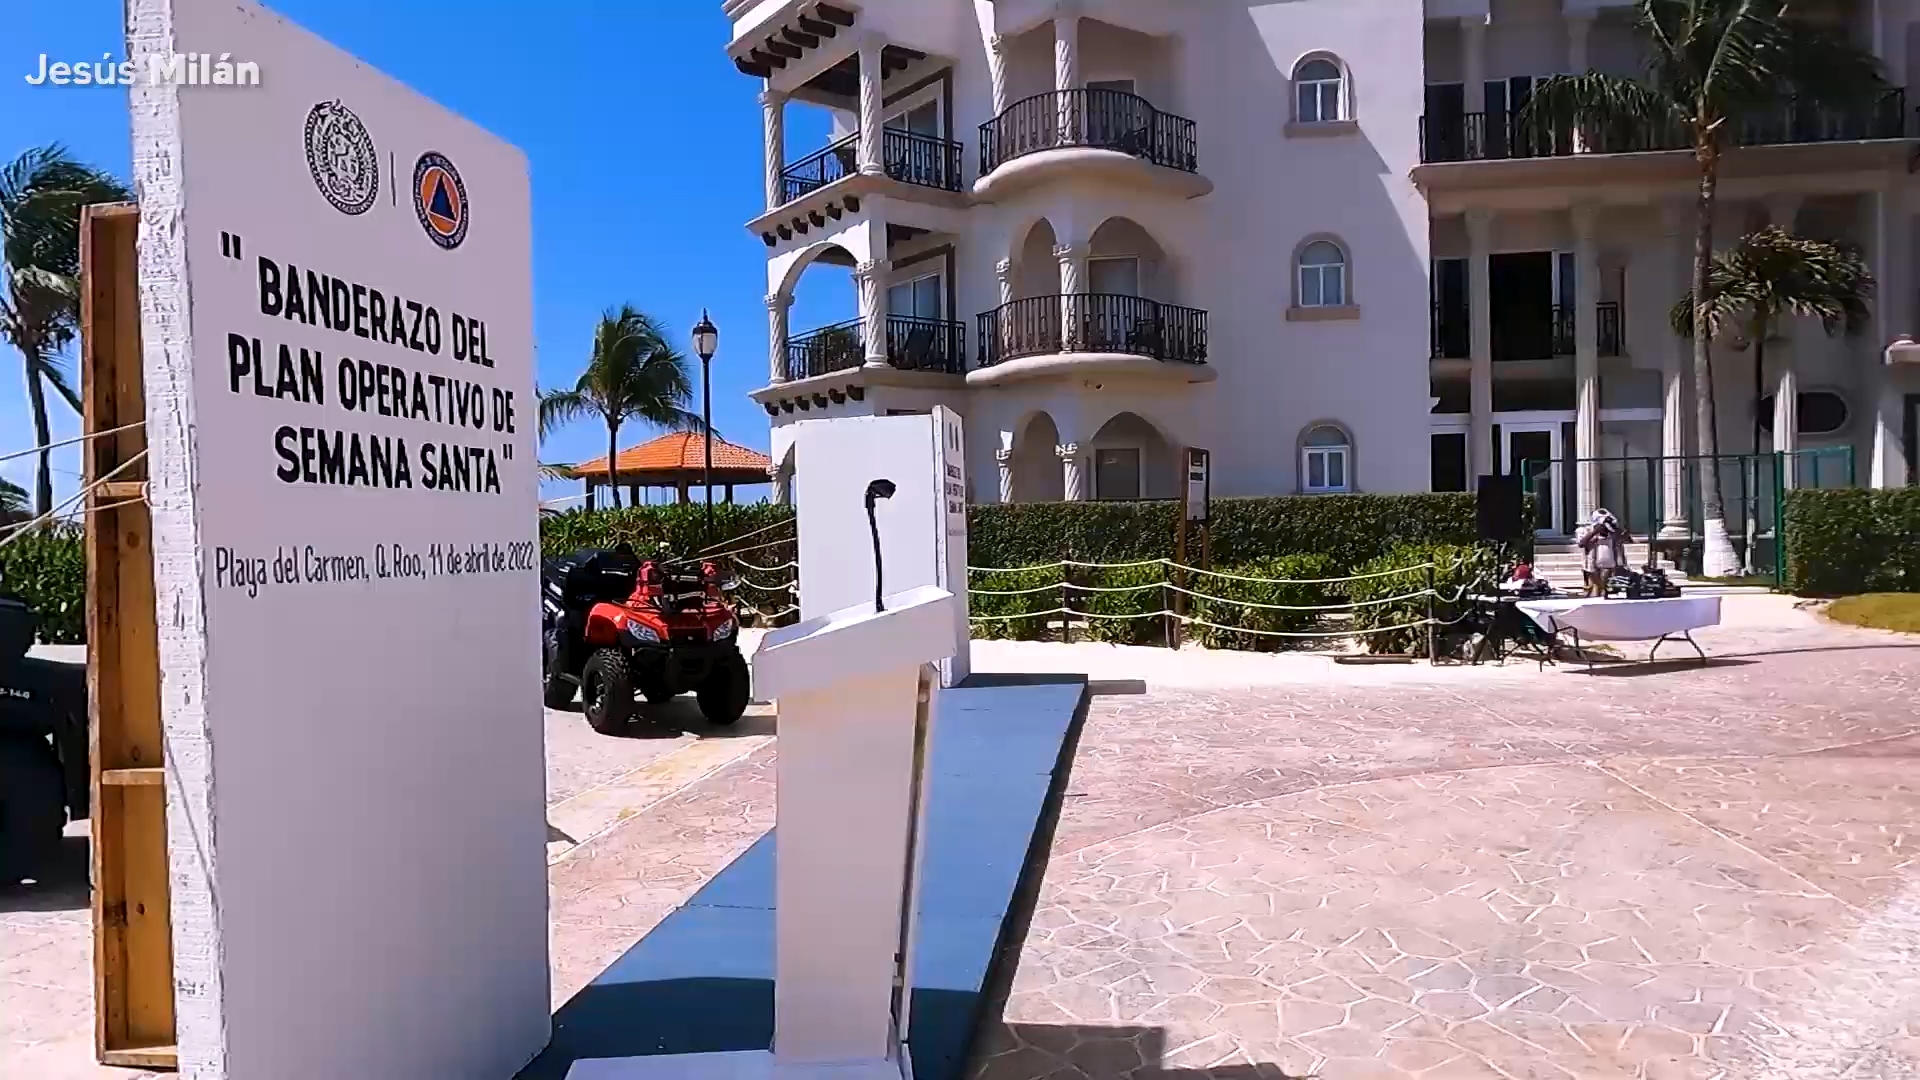 Jesús Milán
"BANDERAZO DEL
PLAN OPERATIVO DE
SEMANA SANTA"
Playa del Carmen, Q. Roo, 11 de abril de 2022